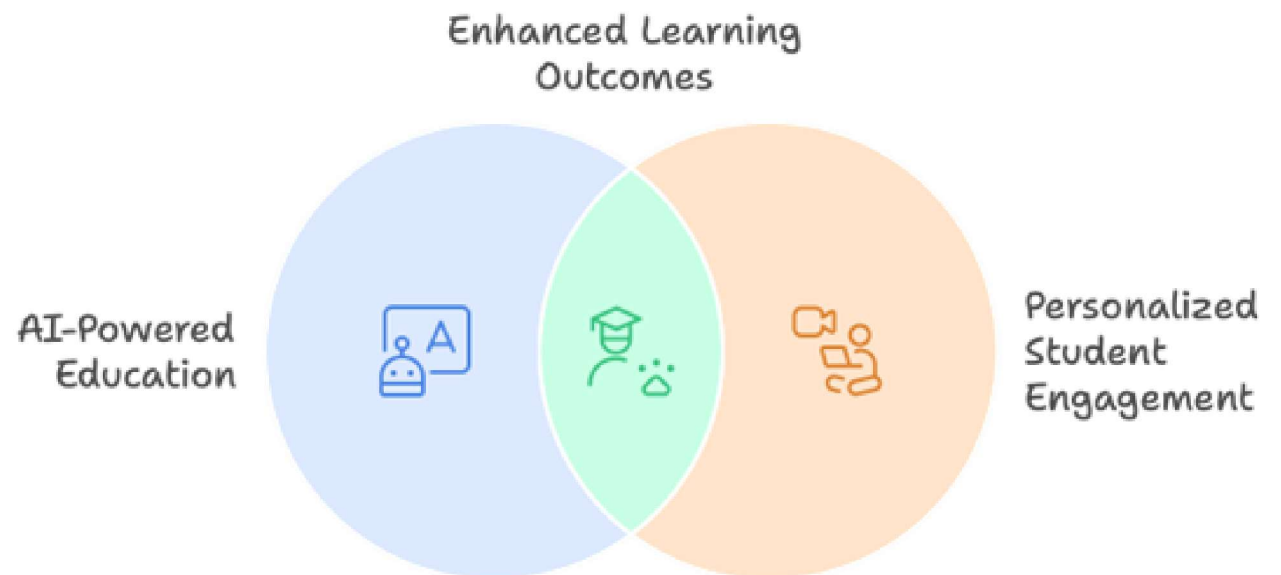 Enhanced Learning
Outcomes
AI-Powered
Education
A
Personalized
Student
Engagement